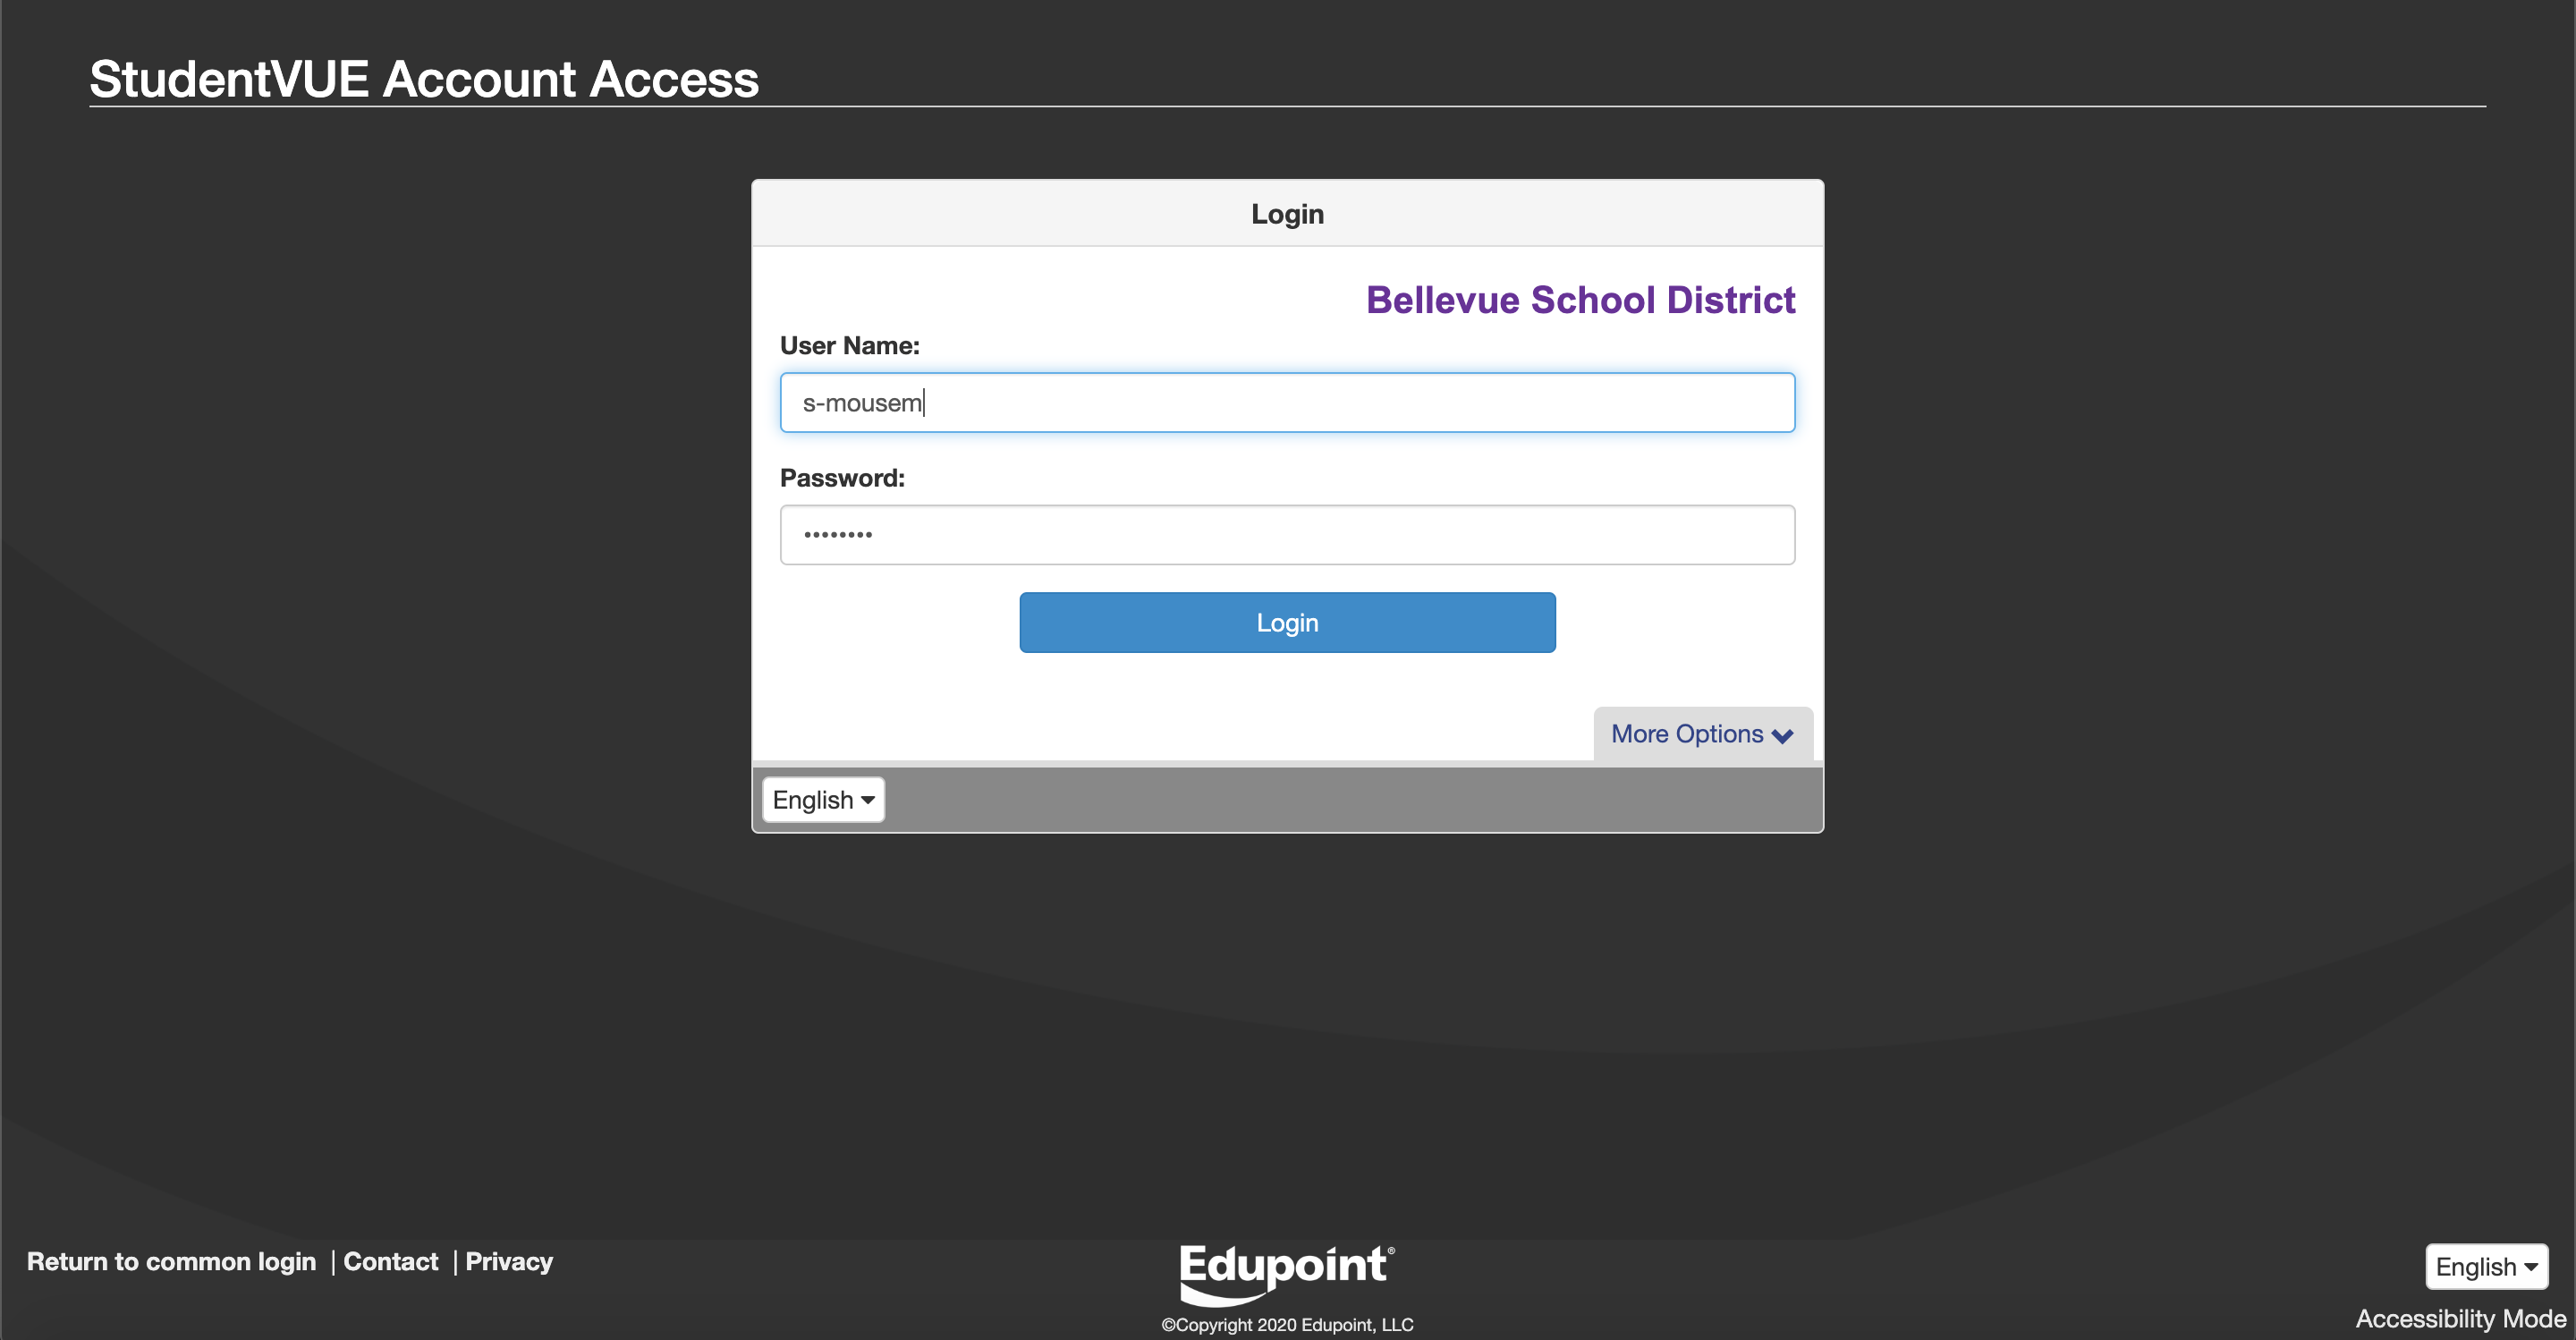 StudentVUE Account Access
Login
Bellevue School District
User Name:
s-mousem
Password:
••••••••
Login
More Options
English
Return to common login | Contact | Privacy
Edupoint®
©Copyright 2020 Edupoint, LLC
English
Accessibility Mode